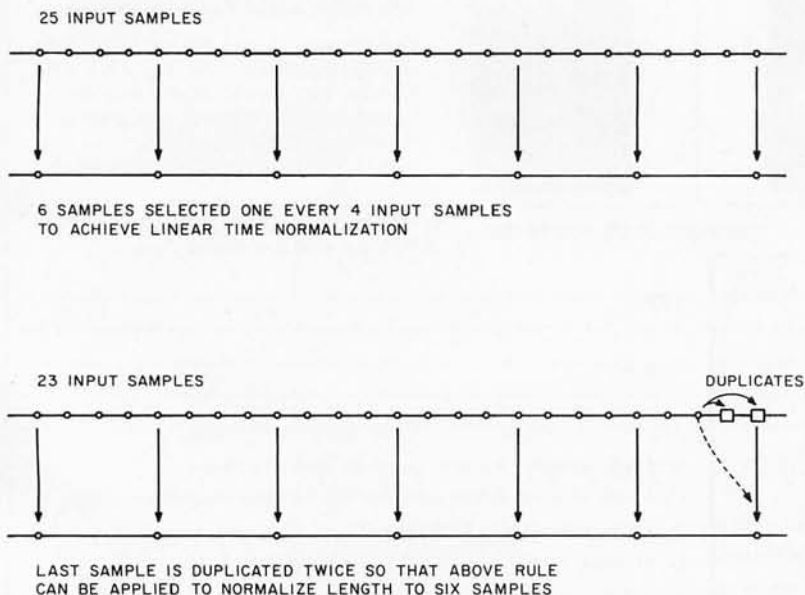 25 INPUT SAMPLES
6 SAMPLES SELECTED ONE EVERY 4 INPUT SAMPLES
TO ACHIEVE LINEAR TIME NORMALIZATION
23 INPUT SAMPLES
DUPLICATES
LAST SAMPLE IS DUPLICATED TWICE SO THAT ABOVE RULE
CAN BE APPLIED TO NORMALIZE LENGTH TO SIX SAMPLES